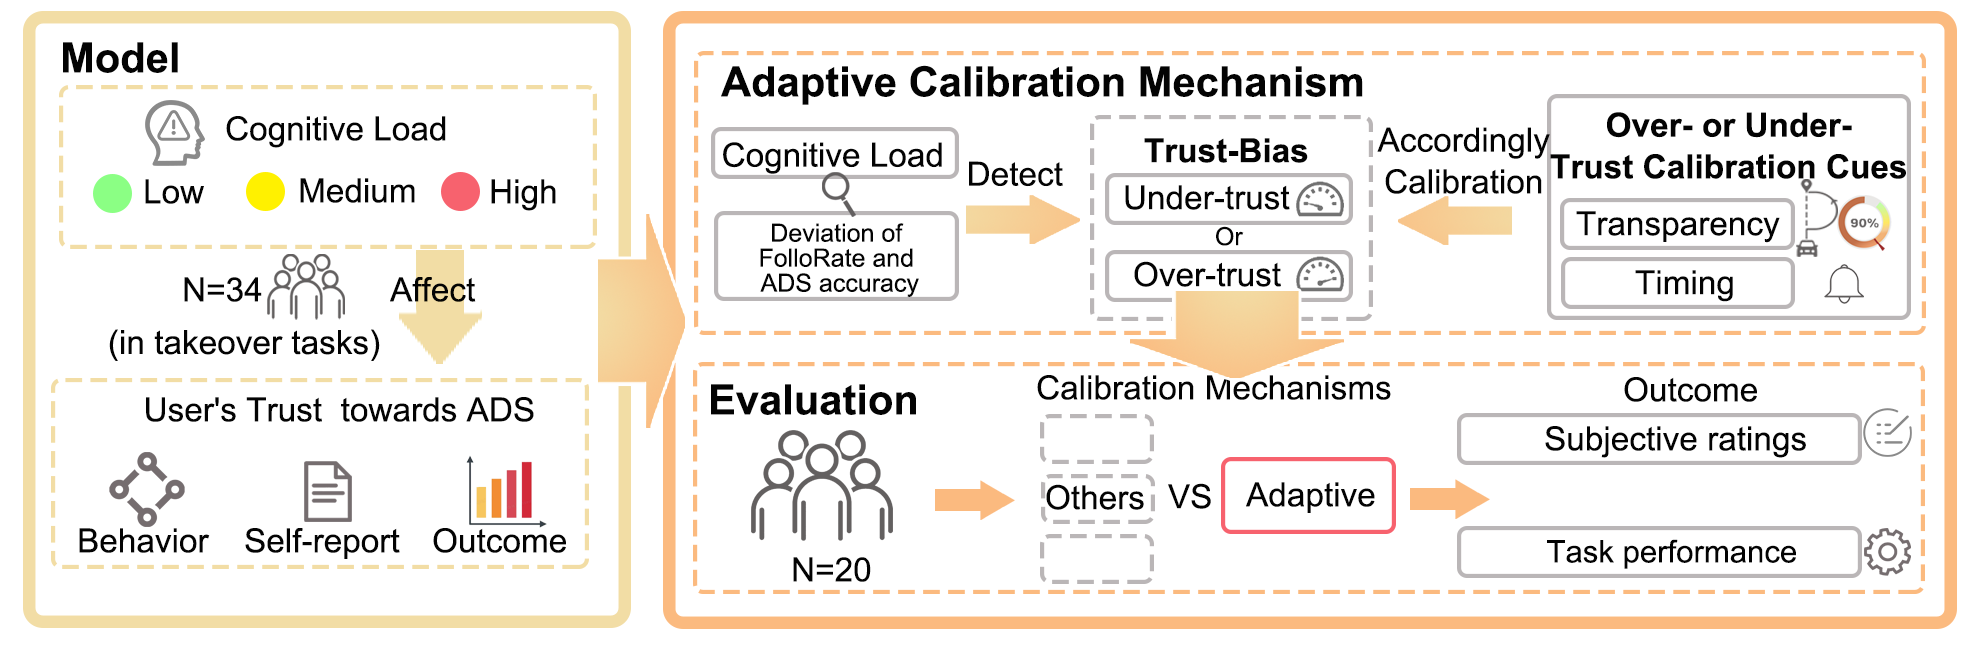 Model
Cognitive Load
Low
Medium
High
N=34
(in takeover tasks)
Affect
User's Trust towards ADS
Behavior
Self-report
Outcome
Adaptive Calibration Mechanism
Cognitive Load
Deviation of
FolloRate and
ADS accuracy
Detect
Trust-Bias
Under-trust
Or
Over-trust
Accordingly
Calibration
Over- or Under-
Trust Calibration Cues
Transparency
90%
Timing
Evaluation
N=20
Calibration Mechanisms
Others
VS
Adaptive
Outcome
Subjective ratings
Task performance